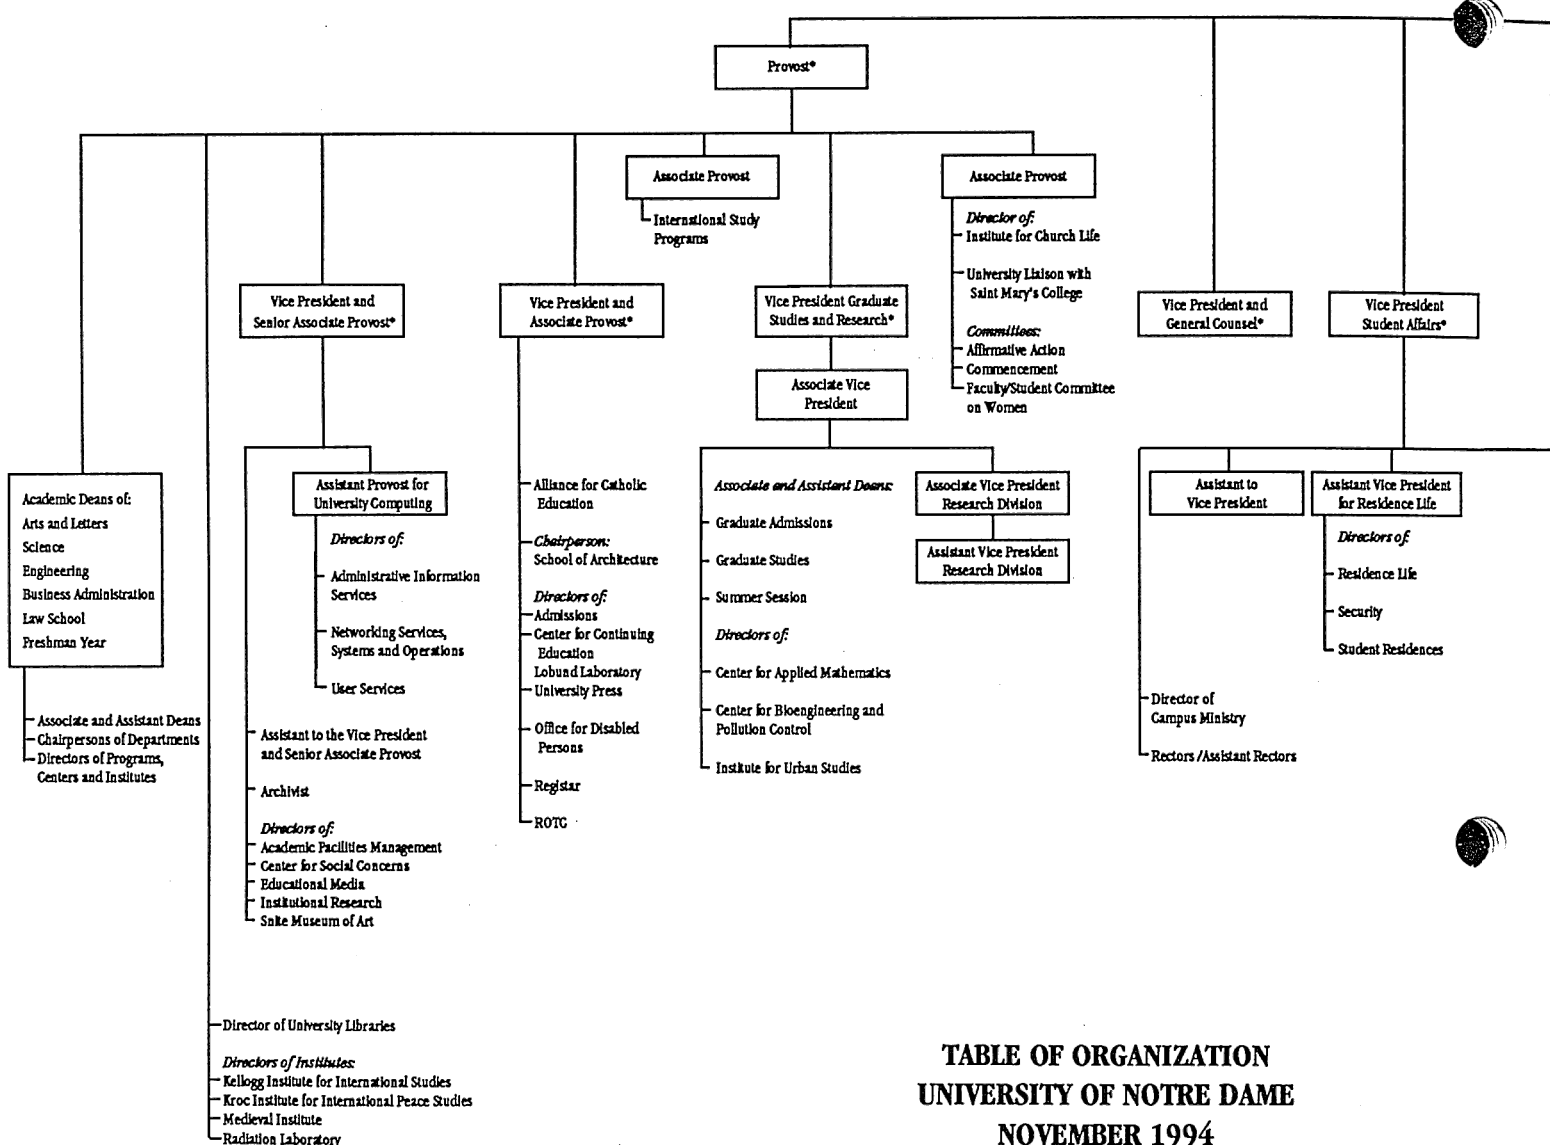 Provost*
Associate Provost
International Study
Programs
Associate Provost
Director of:
Institute for Church Life
University Liaison with
Saint Mary's College
Committees:
Affirmative Action
Commencement
Faculty/Student Committee
on Women
Vice President and
Senior Associate Provost*
Vice President and
Associate Provost*
Vice President Graduate
Studies and Research*
Associate Vice
President
Vice President and
General Counsel*
Vice President
Student Affairs*
Academic Deans of:
Arts and Letters
Science
Engineering
Business Administration
Law School
Freshman Year
Associate and Assistant Deans
Chairpersons of Departments
Directors of Programs,
Centers and Institutes
Assistant Provost for
University Computing
Directors of:
Administrative Information
Services
Networking Services,
Systems and Operations
User Services
Assistant to the Vice President
and Senior Associate Provost
Archivist
Directors of:
Academic Facilities Management
Center for Social Concerns
Educational Media
Institutional Research
Snite Museum of Art
Alliance for Catholic
Education
Chairperson:
School of Architecture
Directors of:
Admissions
Center for Continuing
Education
Lobund Laboratory
University Press
Office for Disabled
Persons
Registrar
ROTC
Associate and Assistant Deans:
Graduate Admissions
Graduate Studies
Summer Session
Directors of:
Center for Applied Mathematics
Center for Bioengineering and
Pollution Control
Institute for Urban Studies
Associate Vice President
Research Division
Assistant Vice President
Research Division
Assistant to
Vice President
Assistant Vice President
for Residence Life
Directors of:
Residence Life
Security
Student Residences
Director of
Campus Ministry
Rectors /Assistant Rectors
Director of University Libraries
Directors of Institutes:
Kellogg Institute for International Studies
Kroc Institute for International Peace Studies
Medieval Institute
Radiation Laboratory
TABLE OF ORGANIZATION
UNIVERSITY OF NOTRE DAME
NOVEMBER 1994